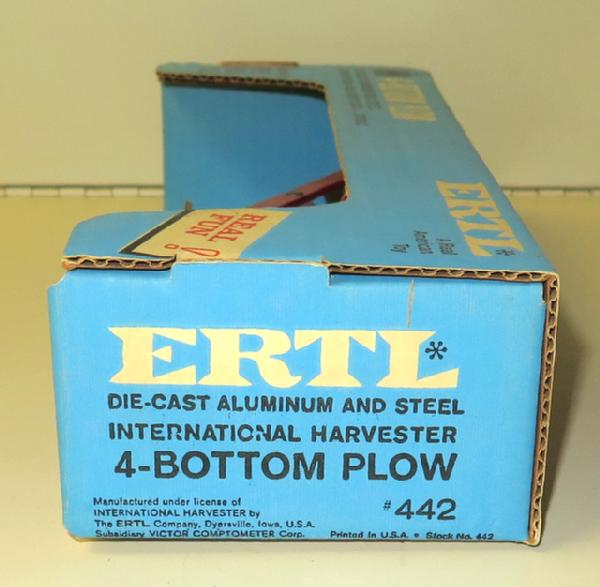 ERTL*
A Real
American
Toy
REAL
FUN
ERTL*
DIE-CAST ALUMINUM AND STEEL
INTERNATIONAL HARVESTER
4-BOTTOM PLOW
Manufactured under license of
INTERNATIONAL HARVESTER by
The ERTL Company, Dyersville, Iowa, U.S.A.
Subsidiary VICTOR COMPTOMETER Corp.
#442
Printed in U.S.A. * Stock No. 442